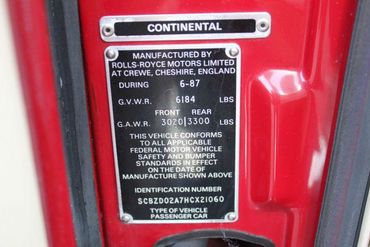 CONTINENTAL
MANUFACTURED BY
ROLLS-ROYCE MOTORS LIMITED
AT CREWE, CHESHIRE, ENGLAND
DURING 6-87
G.V.W.R. 6184 LBS
FRONT REAR
G.A.W.R. 3020|3300 LBS
THIS VEHICLE CONFORMS
TO ALL APPLICABLE
FEDERAL MOTOR VEHICLE
SAFETY AND BUMPER
STANDARDS IN EFFECT
ON THE DATE OF
MANUFACTURE SHOWN ABOVE
IDENTIFICATION NUMBER
SCBZD02A7HCX21060
TYPE OF VEHICLE
PASSENGER CAR